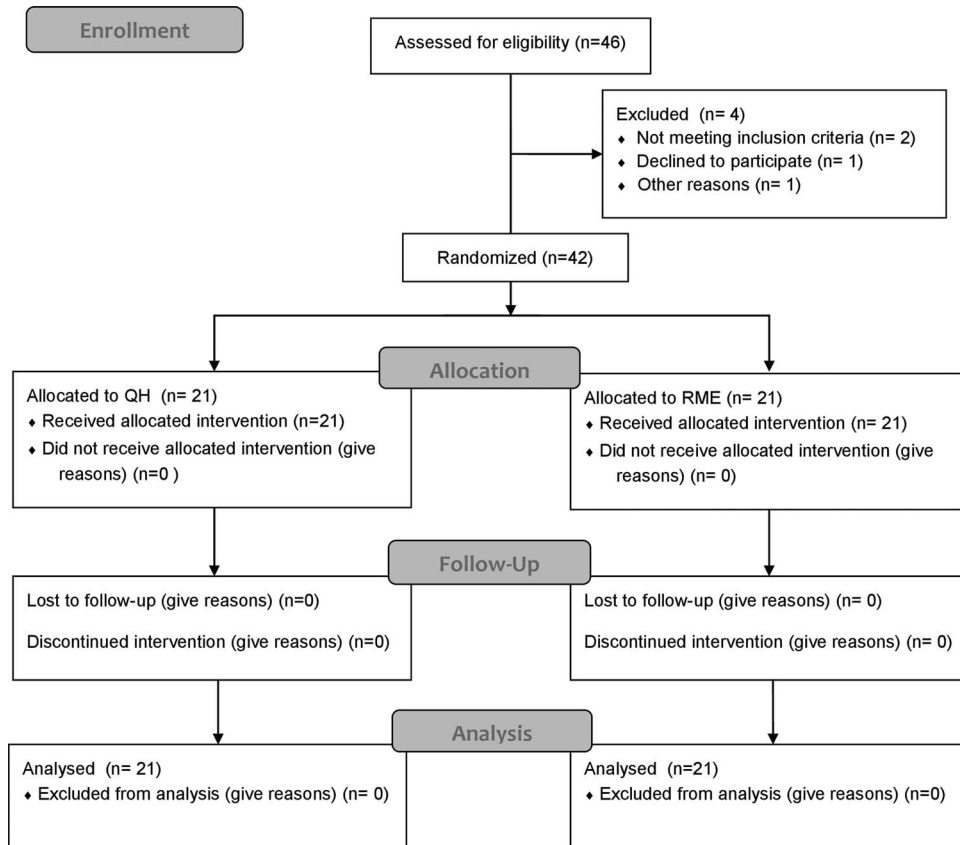 Enrollment
Assessed for eligibility (n=46)
Excluded (n= 4)
♦ Not meeting inclusion criteria (n= 2)
♦ Declined to participate (n= 1)
♦ Other reasons (n= 1)
Randomized (n=42)
Allocation
Allocated to QH (n= 21)
♦ Received allocated intervention (n=21)
♦ Did not receive allocated intervention (give
reasons) (n=0 )
Allocated to RME (n= 21)
♦ Received allocated intervention (n= 21)
♦ Did not receive allocated intervention (give
reasons) (n= 0)
Follow-Up
Lost to follow-up (give reasons) (n=0)
Discontinued intervention (give reasons) (n=0)
Lost to follow-up (give reasons) (n= 0)
Discontinued intervention (give reasons) (n= 0)
Analysis
Analysed (n= 21)
♦ Excluded from analysis (give reasons) (n= 0)
Analysed (n=21)
♦ Excluded from analysis (give reasons) (n=0)